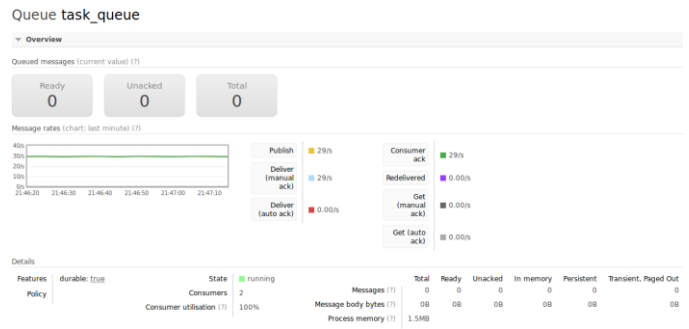 Queue task_queue
Overview
Queued messages (current value) (?)
Ready
0
Unacked
0
Total
0
Message rates (chart: last minute) (?)
40/s
30/s
20/s
10/s
0/s
21:46:20 21:46:30 21:46:40 21:46:50 21:47:00 21:47:10
Publish 29/s
Deliver (manual ack) 29/s
Deliver (auto ack) 0.00/s
Consumer ack 29/s
Redelivered 0.00/s
Get (manual ack) 0.00/s
Get (auto ack) 0.00/s
Details
Features durable: true
Policy
State running
Consumers 2
Consumer utilisation (?) 100%
Total Ready Unacked In memory Persistent Transient, Paged Out
Messages (?) 0 0 0 0 0 0
Message body bytes (?) 0B 0B 0B 0B 0B 0B
Process memory (?) 1.5MB